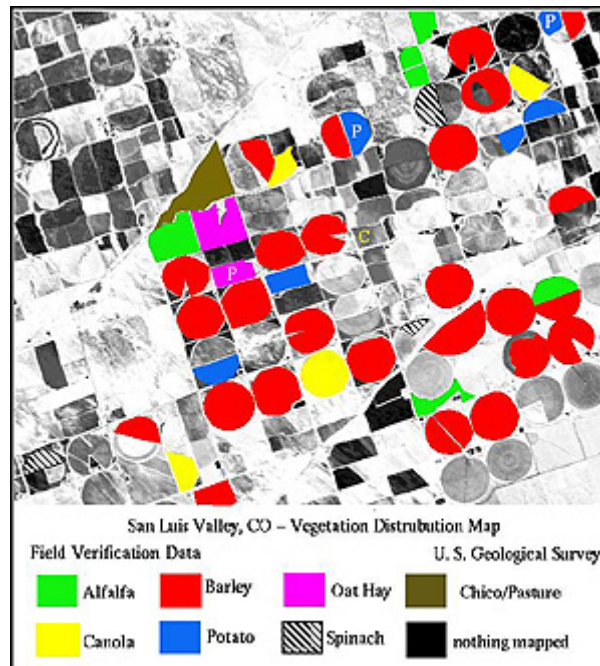 P
P
C
P
San Luis Valley, CO – Vegetation Distrubution Map
Field Verification Data U. S. Geological Survey
Alfalfa Barley Oat Hay Chico/Pasture
Canola Potato Spinach nothing mapped